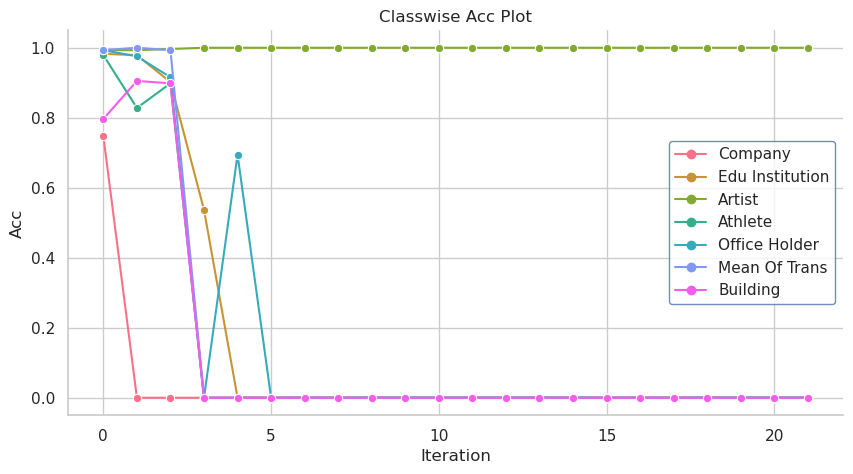 Classwise Acc Plot
Acc
1.0
0.8
0.6
0.4
0.2
0.0
Company
Edu Institution
Artist
Athlete
Office Holder
Mean Of Trans
Building
0 5 10 15 20
Iteration